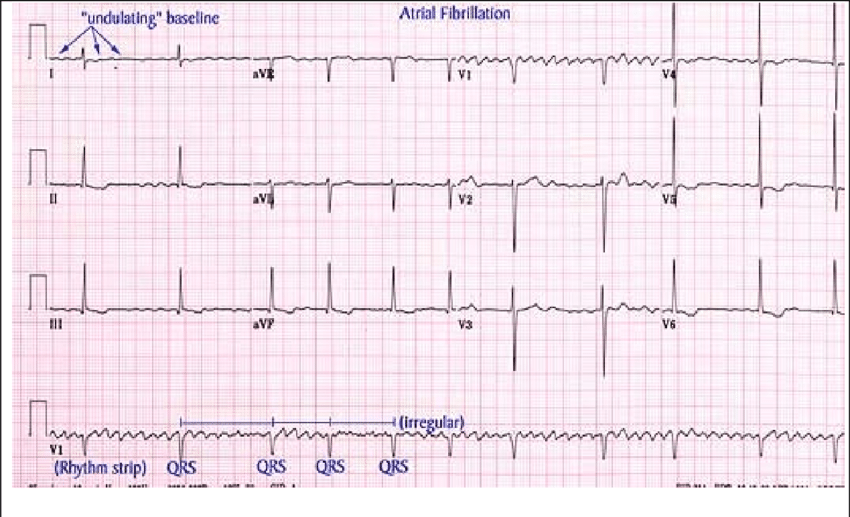 "undulating" baseline
Atrial Fibrillation
I aVR V1 V4
II aVL V2 V5
III aVF V3 V6
(irregular)
V1
(Rhythm strip) QRS QRS QRS QRS